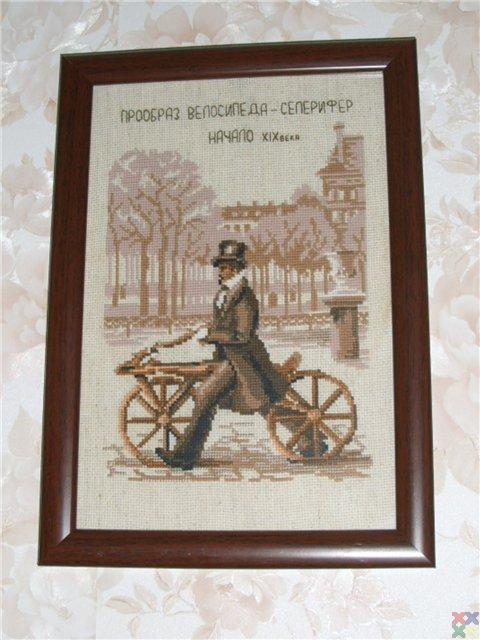 ПРООБРАЗ ВЕЛОСИПЕДА - СЕЛЕРИФЕР
НАЧАЛО XIX ВЕКА